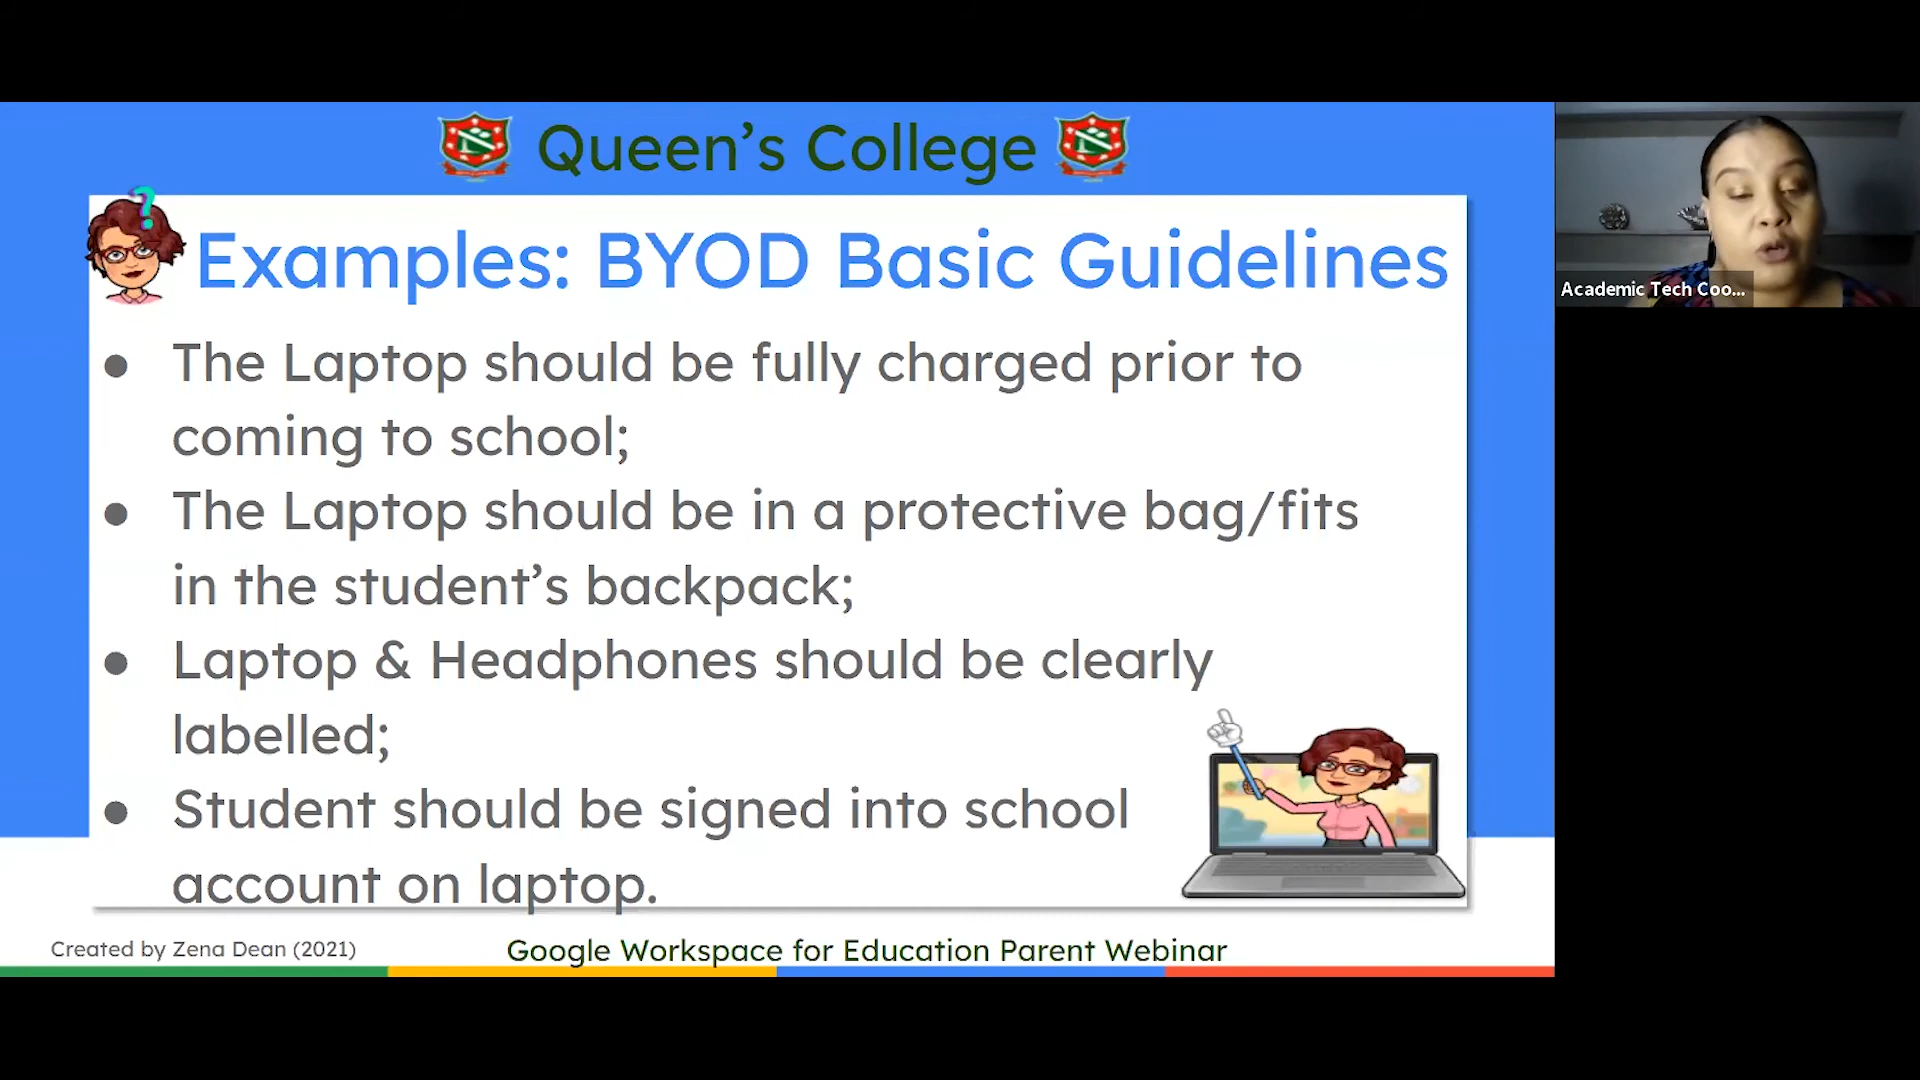 Queen's College
?
Examples: BYOD Basic Guidelines
Academic Tech Coo...
● The Laptop should be fully charged prior to
coming to school;
● The Laptop should be in a protective bag/fits
in the student's backpack;
● Laptop & Headphones should be clearly
labelled;
● Student should be signed into school
account on laptop.
Created by Zena Dean (2021)
Google Workspace for Education Parent Webinar